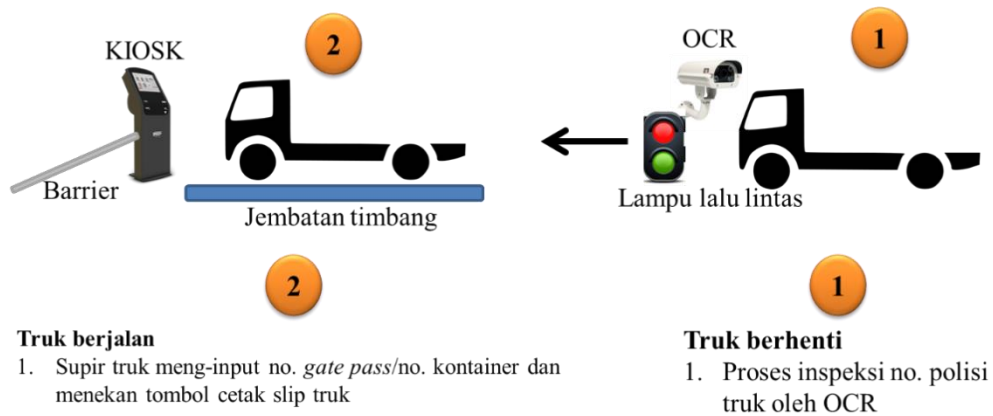 KIOSK
2
OCR
1
Barrier
Jembatan timbang
Lampu lalu lintas
2
1
Truk berjalan
1. Supir truk meng-input no. gate pass/no. kontainer dan
menekan tombol cetak slip truk
Truk berhenti
1. Proses inspeksi no. polisi
truk oleh OCR